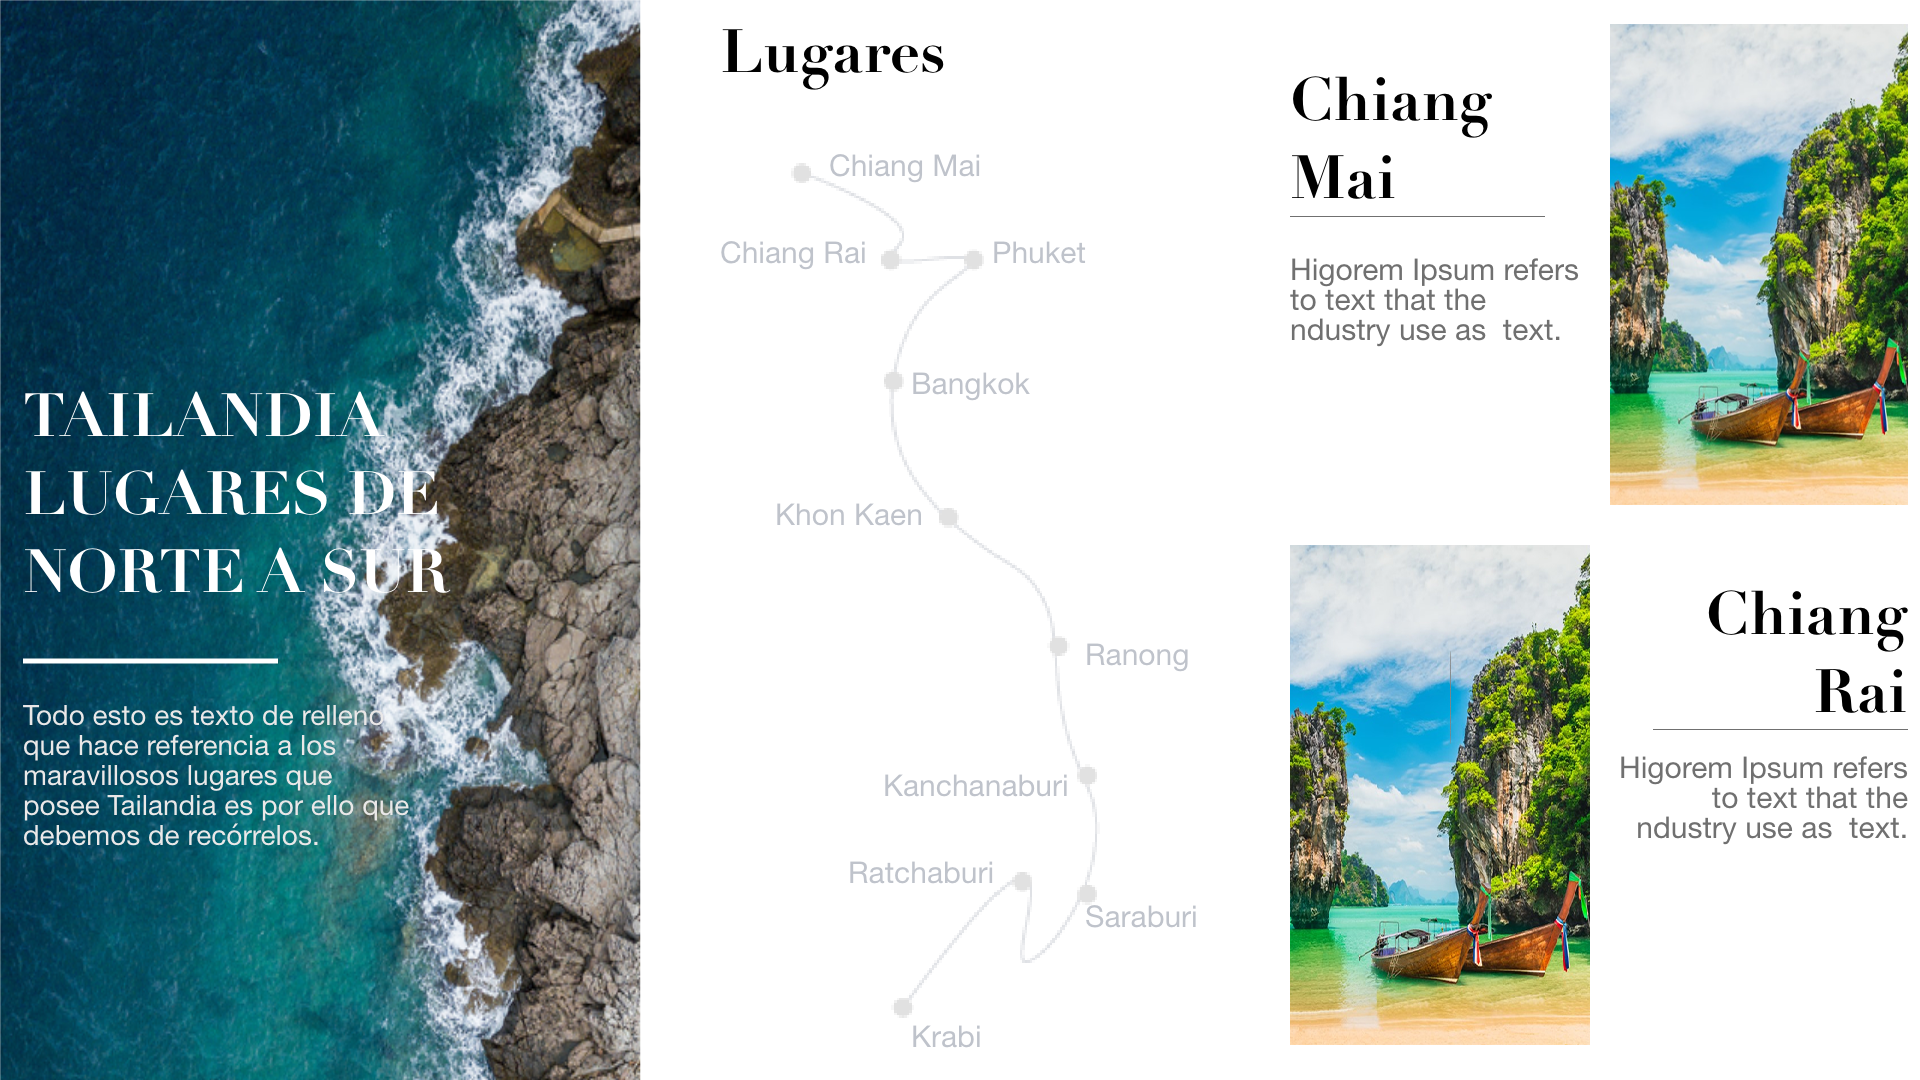 TAILANDIA
LUGARES DE
NORTE A SUR
Todo esto es texto de relleno
que hace referencia a los
maravillosos lugares que
posee Tailandia es por ello que
debemos de recórrelos.
Lugares
Chiang Mai
Chiang Rai
Phuket
Bangkok
Khon Kaen
Ranong
Kanchanaburi
Ratchaburi
Saraburi
Krabi
Chiang
Mai
Higorem Ipsum refers
to text that the
ndustry use as  text.
Chiang
Rai
Higorem Ipsum refers
to text that the
ndustry use as  text.